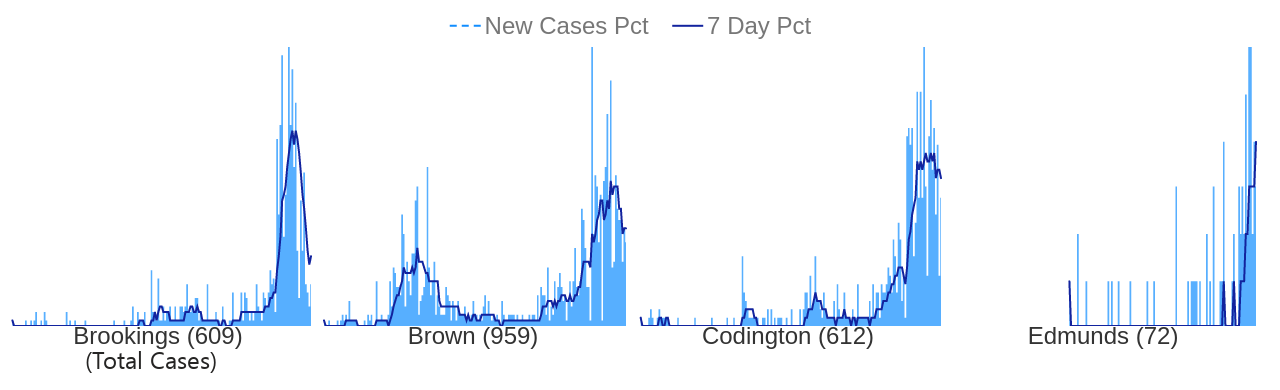 New Cases Pct 7 Day Pct
Brookings (609) Brown (959) Codington (612) Edmunds (72)
(Total Cases)